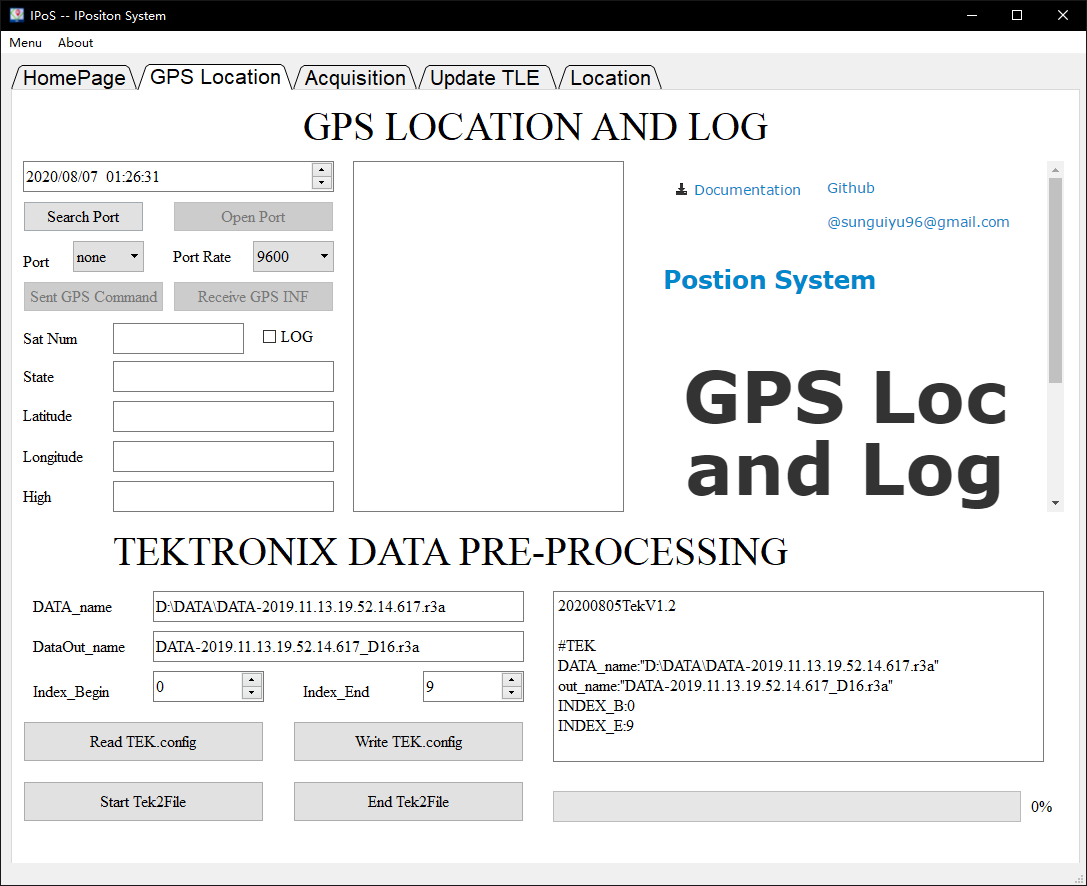 IPoS -- IPositon System
Menu About
HomePage GPS Location Acquisition Update TLE Location
GPS LOCATION AND LOG
2020/08/07 01:26:31
Search Port Open Port
Port none Port Rate 9600
Sent GPS Command Receive GPS INF
Sat Num LOG
State
Latitude
Longitude
High
Documentation Github
@sunguiyu96@gmail.com
Postion System
GPS Loc
and Log
TEKTRONIX DATA PRE-PROCESSING
DATA_name D:\DATA\DATA-2019.11.13.19.52.14.617.r3a
DataOut_name DATA-2019.11.13.19.52.14.617_D16.r3a
Index_Begin 0 Index_End 9
Read TEK.config Write TEK.config
Start Tek2File End Tek2File
20200805TekV1.2
#TEK
DATA_name:"D:\DATA\DATA-2019.11.13.19.52.14.617.r3a"
out_name:"DATA-2019.11.13.19.52.14.617_D16.r3a"
INDEX_B:0
INDEX_E:9
0%